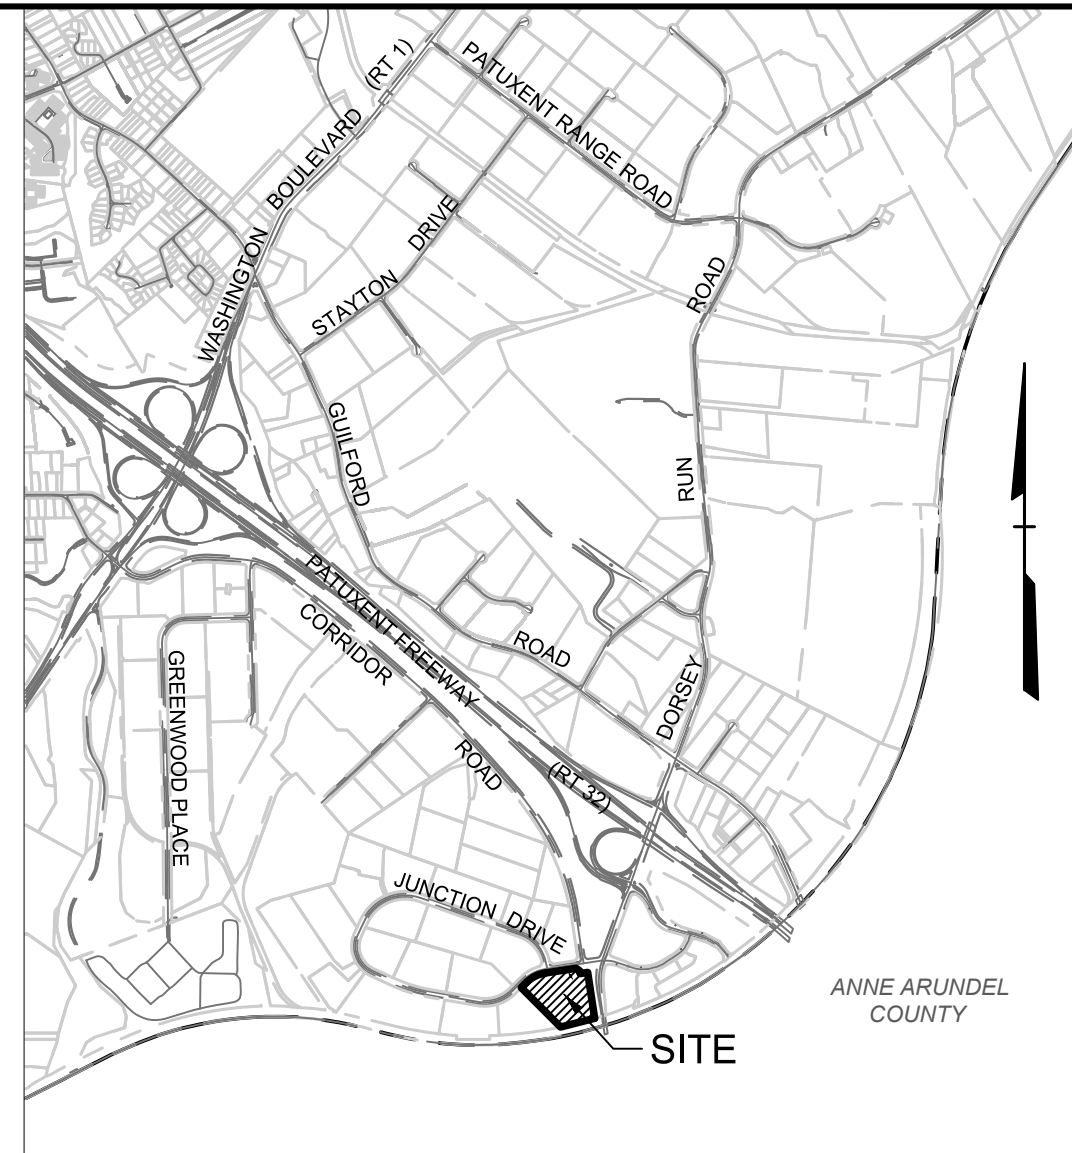 (RT 1)
PATUXENT RANGE ROAD
WASHINGTON BOULEVARD
STAYTON DRIVE
ROAD
GUILFORD
RUN
PATUXENT FREEWAY
CORRIDOR
ROAD
GREENWOOD PLACE
DORSEY
ROAD
(RT 32)
JUNCTION DRIVE
ANNE ARUNDEL
COUNTY
SITE